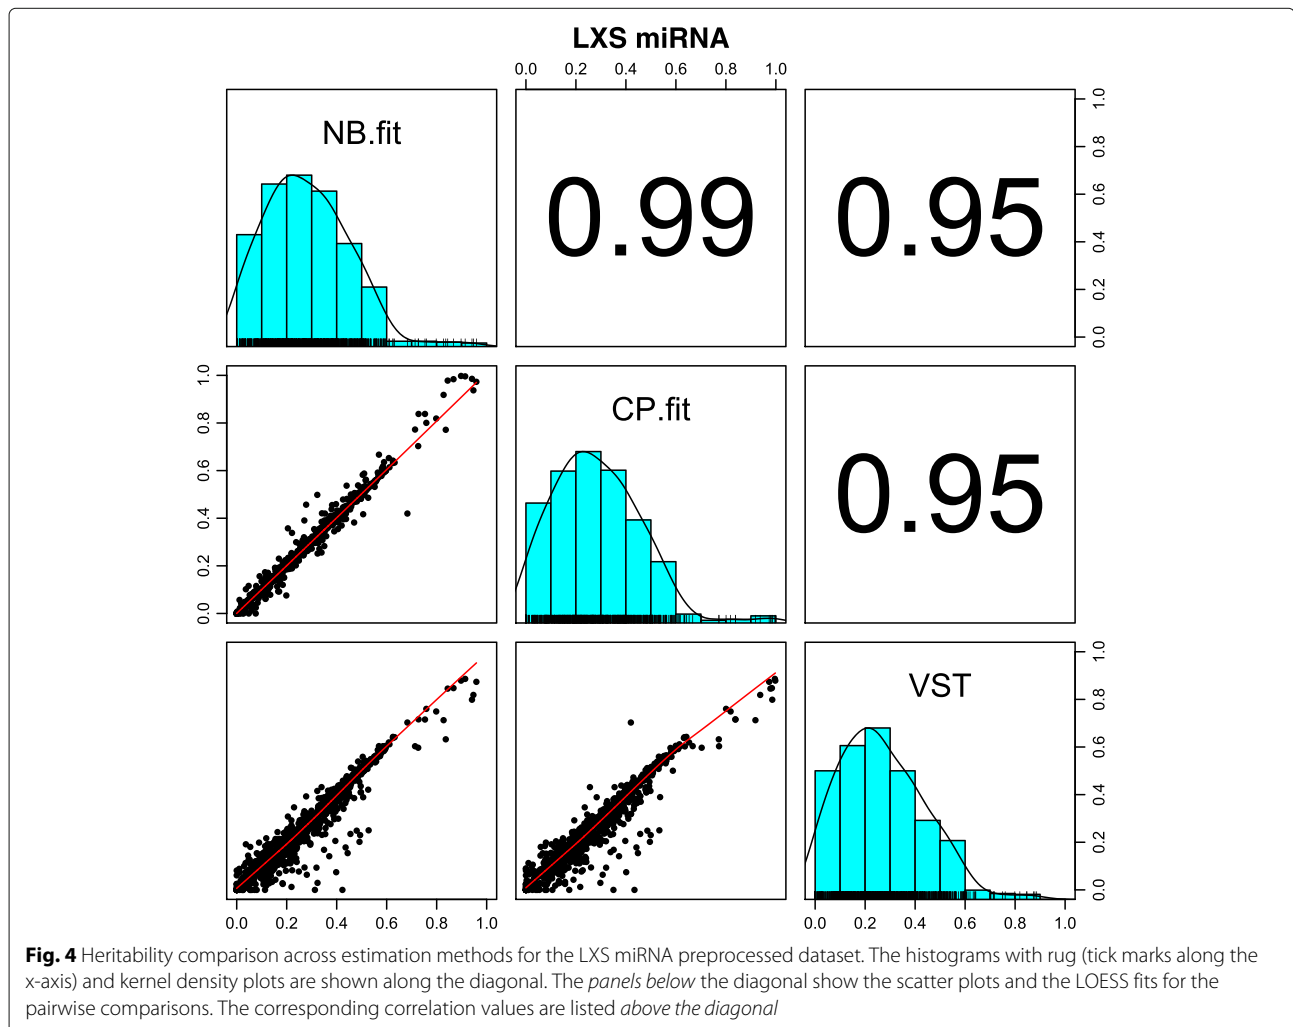 LXS miRNA
0.0 0.2 0.4 0.6 0.8 1.0
NB.fit
0.99
0.95
0.0 0.2 0.4 0.6 0.8 1.0
0.0 0.2 0.4 0.6 0.8 1.0
CP.fit
0.95
VST
0.0 0.2 0.4 0.6 0.8 1.0
0.0 0.2 0.4 0.6 0.8 1.0
0.0 0.2 0.4 0.6 0.8 1.0
Fig. 4 Heritability comparison across estimation methods for the LXS miRNA preprocessed dataset. The histograms with rug (tick marks along the
x-axis) and kernel density plots are shown along the diagonal. The panels below the diagonal show the scatter plots and the LOESS fits for the
pairwise comparisons. The corresponding correlation values are listed above the diagonal